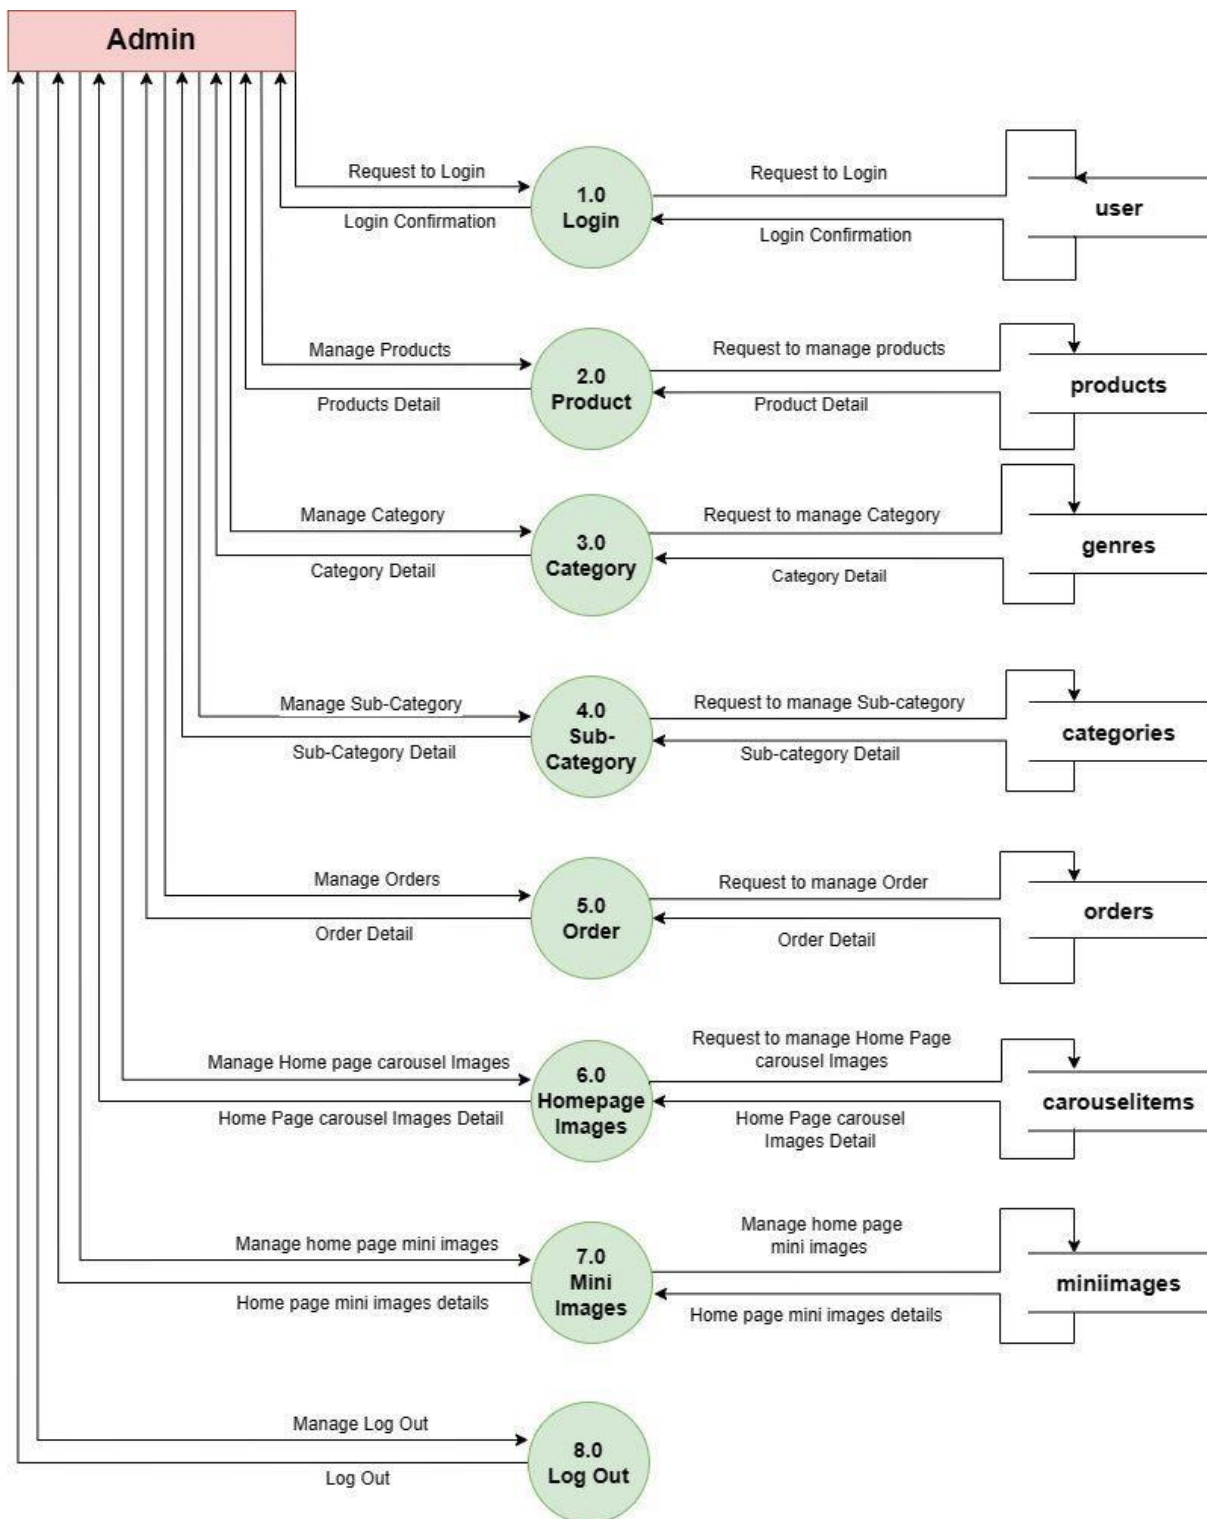 Admin
Request to Login
Request to Login
1.0
Login
user
Login Confirmation
Login Confirmation
Manage Products
Request to manage products
2.0
Product
products
Products Detail
Product Detail
Manage Category
Request to manage Category
3.0
Category
genres
Category Detail
Category Detail
Manage Sub-Category
Request to manage Sub-category
4.0
Sub-
Category
categories
Sub-Category Detail
Sub-category Detail
Manage Orders
Request to manage Order
5.0
Order
orders
Order Detail
Order Detail
Manage Home page carousel Images
Request to manage Home Page
carousel Images
6.0
Homepage
Images
carouselitems
Home Page carousel Images Detail
Home Page carousel
Images Detail
Manage home page mini images
Manage home page
mini images
7.0
Mini
Images
miniimages
Home page mini images details
Home page mini images details
Manage Log Out
8.0
Log Out
Log Out